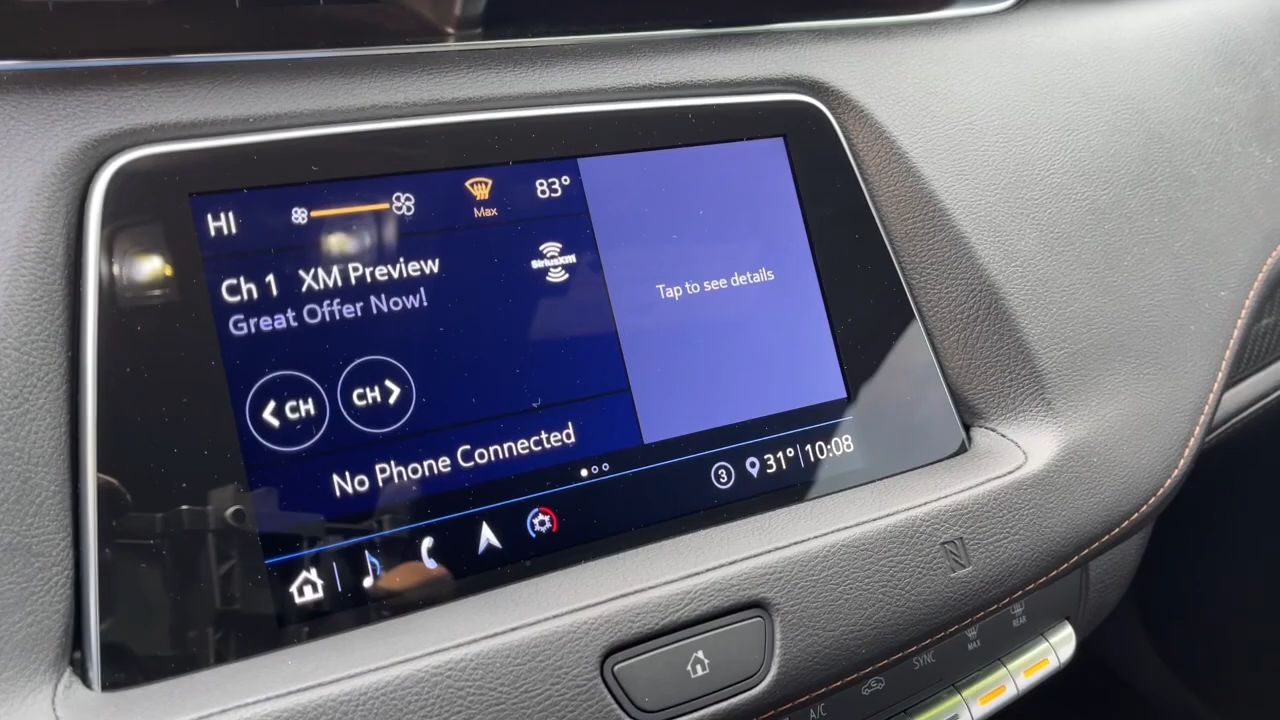 HI
Max
83°
Ch 1 XM Preview
SiriusXM
Great Offer Now!
Tap to see details
CH
CH
No Phone Connected
3
31°
10:08
REAR
MAX
SYNC
A/C